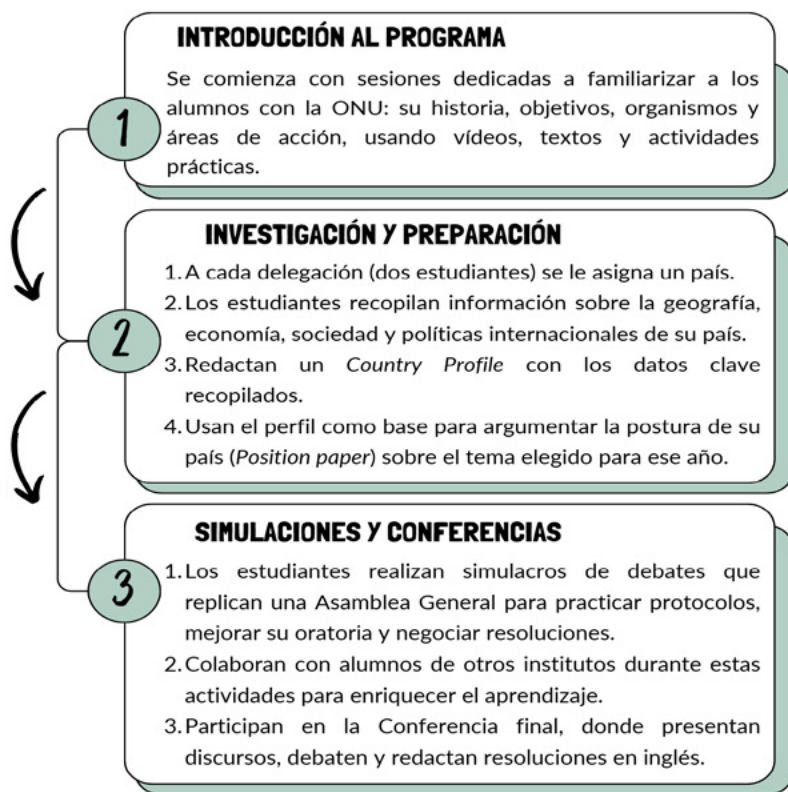 INTRODUCCIÓN AL PROGRAMA
Se comienza con sesiones dedicadas a familiarizar a los
alumnos con la ONU: su historia, objetivos, organismos y
áreas de acción, usando vídeos, textos y actividades
prácticas.
1
INVESTIGACIÓN Y PREPARACIÓN
1. A cada delegación (dos estudiantes) se le asigna un país.
2. Los estudiantes recopilan información sobre la geografía,
economía, sociedad y políticas internacionales de su país.
3. Redactan un Country Profile con los datos clave
recopilados.
4. Usan el perfil como base para argumentar la postura de su
país (Position paper) sobre el tema elegido para ese año.
2
SIMULACIONES Y CONFERENCIAS
1. Los estudiantes realizan simulacros de debates que
replican una Asamblea General para practicar protocolos,
mejorar su oratoria y negociar resoluciones.
2. Colaboran con alumnos de otros institutos durante estas
actividades para enriquecer el aprendizaje.
3. Participan en la Conferencia final, donde presentan
discursos, debaten y redactan resoluciones en inglés.
3